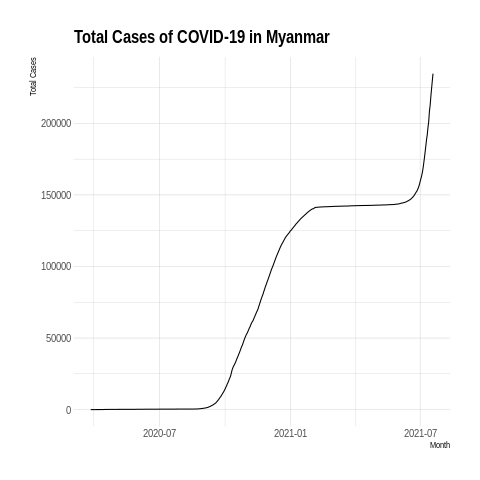 Total Cases of COVID-19 in Myanmar
Total Cases
200000
150000
100000
50000
0
2020-07 2021-01 2021-07
Month